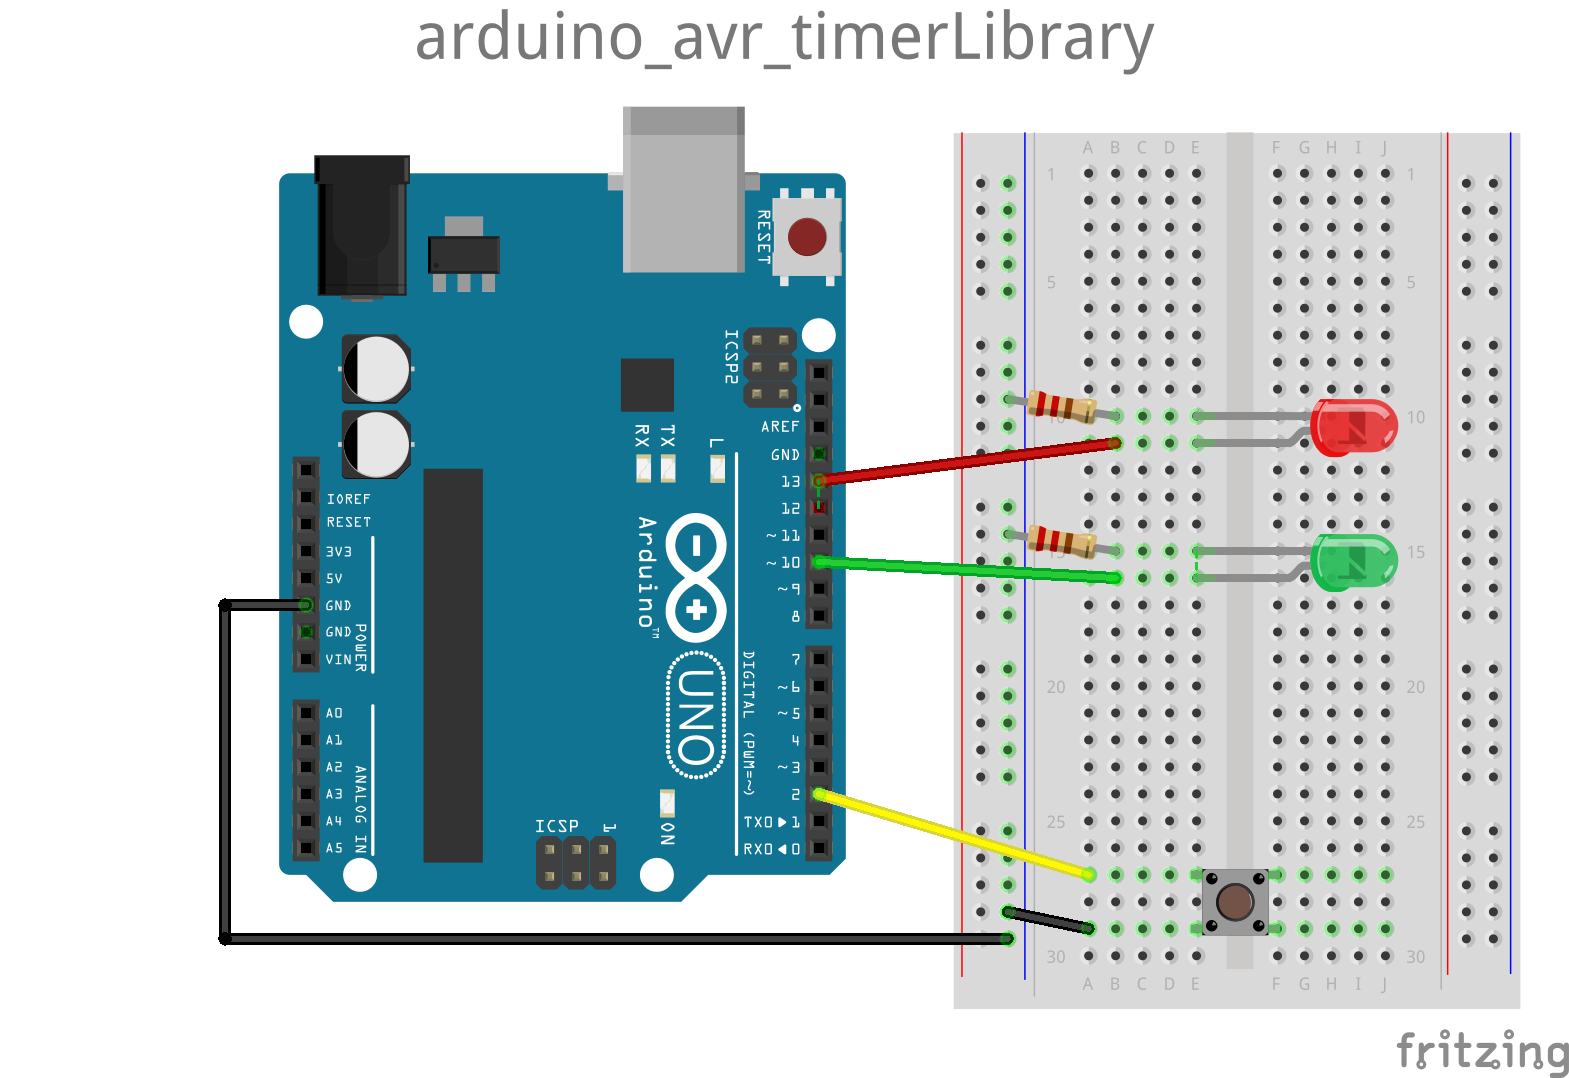 arduino_avr_timerLibrary
RESET
ICSP2
AREF
GND
13
12
~11
~10
~9
8
RX
TX
L
IOREF
RESET
3V3
5V
GND
GND
VIN
POWER
Arduino™
UNO
DIGITAL (PWM=~)
7
~6
~5
4
~3
2
TX0▶1
RX0◀0
A0
A1
A2
A3
A4
A5
ANALOG IN
ICSP
1
ON
A B C D E F G H I J
1 1
5 5
10 10
15 15
20 20
25 25
30 30
A B C D E F G H I J
fritzing